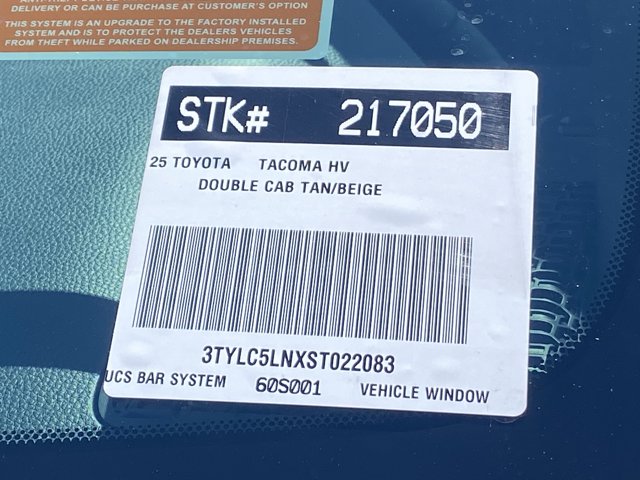 DELIVERY OR CAN BE PURCHASE AT CUSTOMER'S OPTION
THIS SYSTEM IS AN UPGRADE TO THE FACTORY INSTALLED
SYSTEM AND IS TO PROTECT THE DEALERS VEHICLES
FROM THEFT WHILE PARKED ON DEALERSHIP PREMISES.
STK# 217050
25 TOYOTA TACOMA HV
DOUBLE CAB TAN/BEIGE
3TYLC5LNXST022083
UCS BAR SYSTEM 60S001 VEHICLE WINDOW